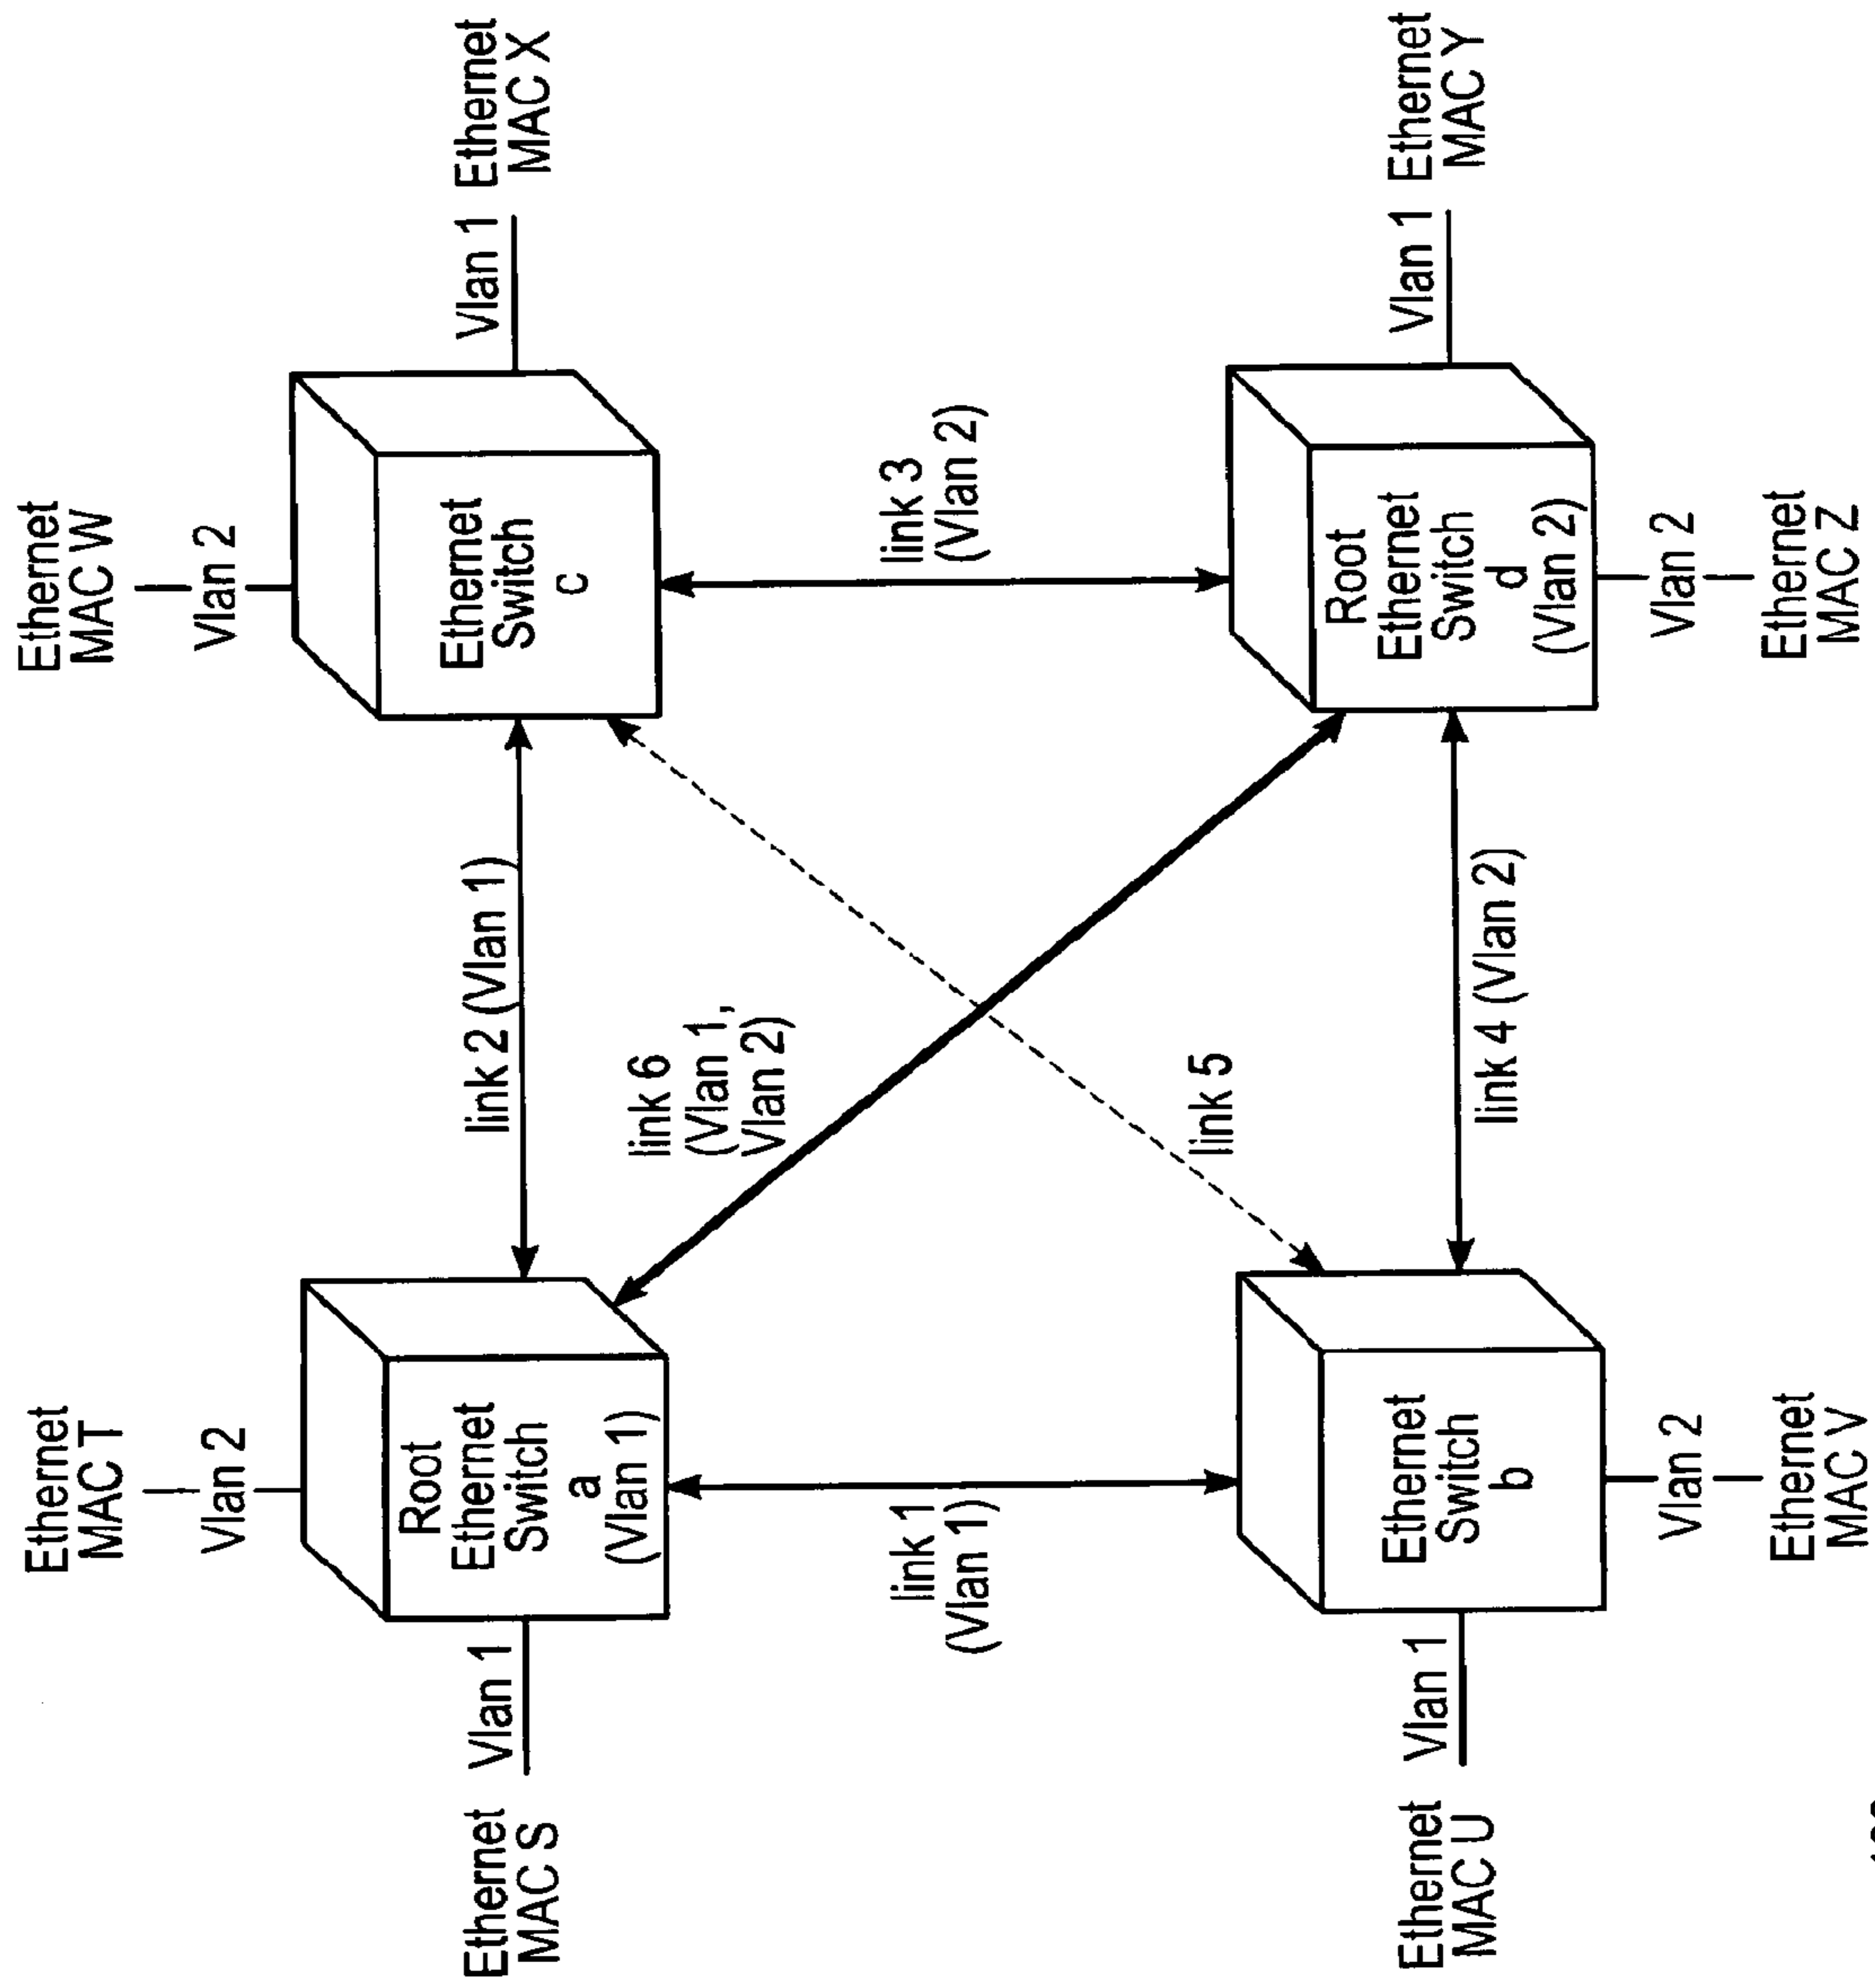 Ethernet
MAC T
Ethernet
MAC W
Vlan 2
Vlan 2
Ethernet
MAC S
Vlan 1
Root
Ethernet
Switch
a
(Vlan 1)
link 2 (Vlan 1)
Ethernet
Switch
c
Vlan 1
Ethernet
MAC X
link 6
(Vlan 1,
Vlan 2)
link 1
(Vlan 1)
link 3
(Vlan 2)
link 5
Ethernet
MAC U
Vlan 1
Ethernet
Switch
b
link 4 (Vlan 2)
Root
Ethernet
Switch
d
(Vlan 2)
Vlan 1
Ethernet
MAC Y
Vlan 2
Vlan 2
Ethernet
MAC V
Ethernet
MAC Z